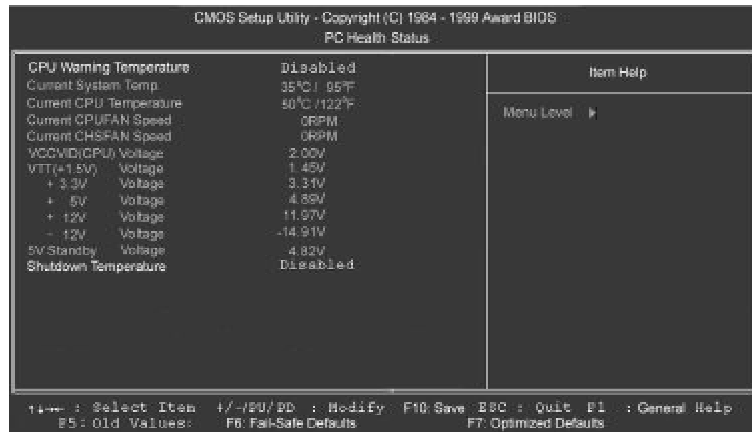 CMOS Setup Utility - Copyright (C) 1984 - 1999 Award BIOS
PC Health Status
CPU Warning Temperature Disabled
Current System Temp. 35°C / 95°F
Current CPU Temperature 50°C /122°F
Current CPUFAN Speed 0RPM
Current CHSFAN Speed 0RPM
VCCVID(CPU) Voltage 2.00V
VTT(+1.5V) Voltage 1.45V
+ 3.3V Voltage 3.31V
+ 5V Voltage 4.89V
+ 12V Voltage 11.97V
- 12V Voltage -14.91V
5V Standby Voltage 4.82V
Shutdown Temperature Disabled
Item Help
Menu Level ▶
↑↓→← : Select Item +/-/PU/PD : Modify F10: Save ESC : Quit F1 : General Help
F5: Old Values: F6: Fail-Safe Defaults F7: Optimized Defaults